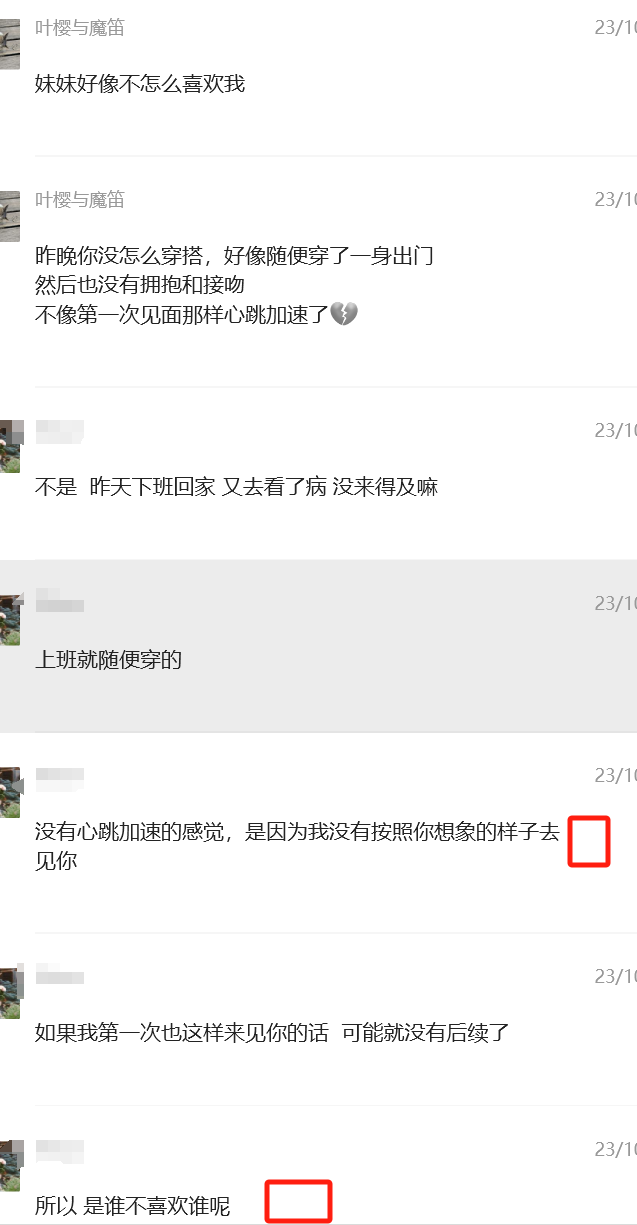 叶樱与魔笛
23/10
妹妹好像不怎么喜欢我
叶樱与魔笛
23/10
昨晚你没怎么穿搭，好像随便穿了一身出门
然后也没有拥抱和接吻
不像第一次见面那样心跳加速了💔
23/10
不是 昨天下班回家 又去看了病 没来得及嘛
23/10
上班就随便穿的
23/10
没有心跳加速的感觉，是因为我没有按照你想象的样子去
见你
23/10
如果我第一次也这样来见你的话 可能就没有后续了
23/10
所以 是谁不喜欢谁呢